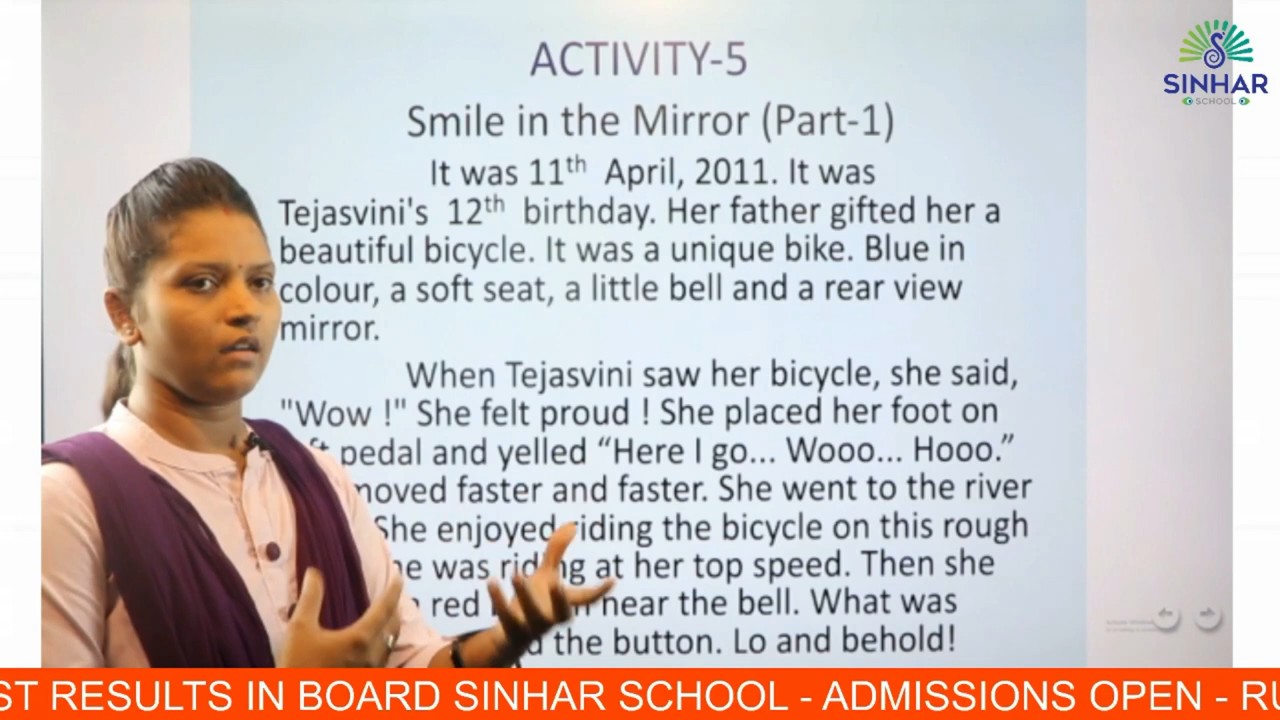 ACTIVITY-5
SINHAR
SCHOOL
Smile in the Mirror (Part-1)
It was 11th April, 2011. It was
Tejasvini's 12th birthday. Her father gifted her a
beautiful bicycle. It was a unique bike. Blue in
colour, a soft seat, a little bell and a rear view
mirror.
When Tejasvini saw her bicycle, she said,
"Wow !" She felt proud ! She placed her foot on
pedal and yelled “Here I go... Wooo... Hooo.”
faster and faster. She went to the river
She enjoyed riding the bicycle on this rough
was riding at her top speed. Then she
red near the bell. What was
the button. Lo and behold!
RESULTS IN BOARD SINHAR SCHOOL - ADMISSIONS OPEN -